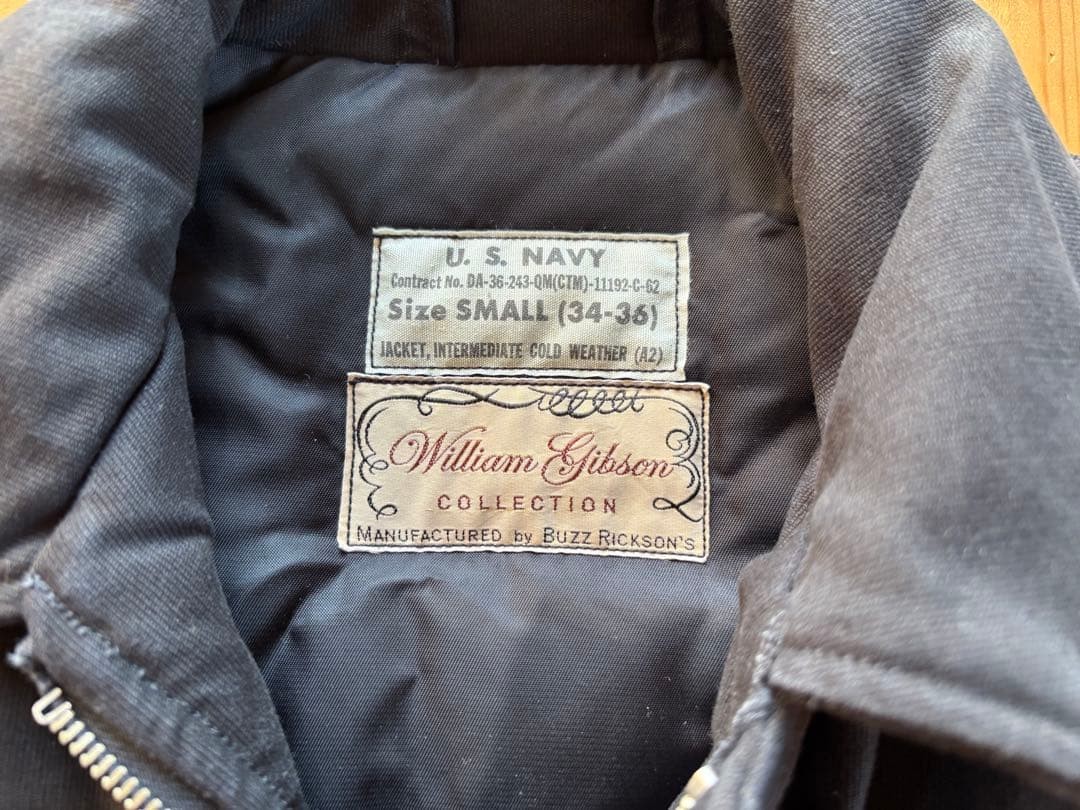 U. S. NAVY
Contract No. DA-36-243-QM(CTM)-11192-C-62
Size SMALL (34-36)
JACKET, INTERMEDIATE COLD WEATHER (A2)
William Gibson
COLLECTION
MANUFACTURED by BUZZ RICKSON'S